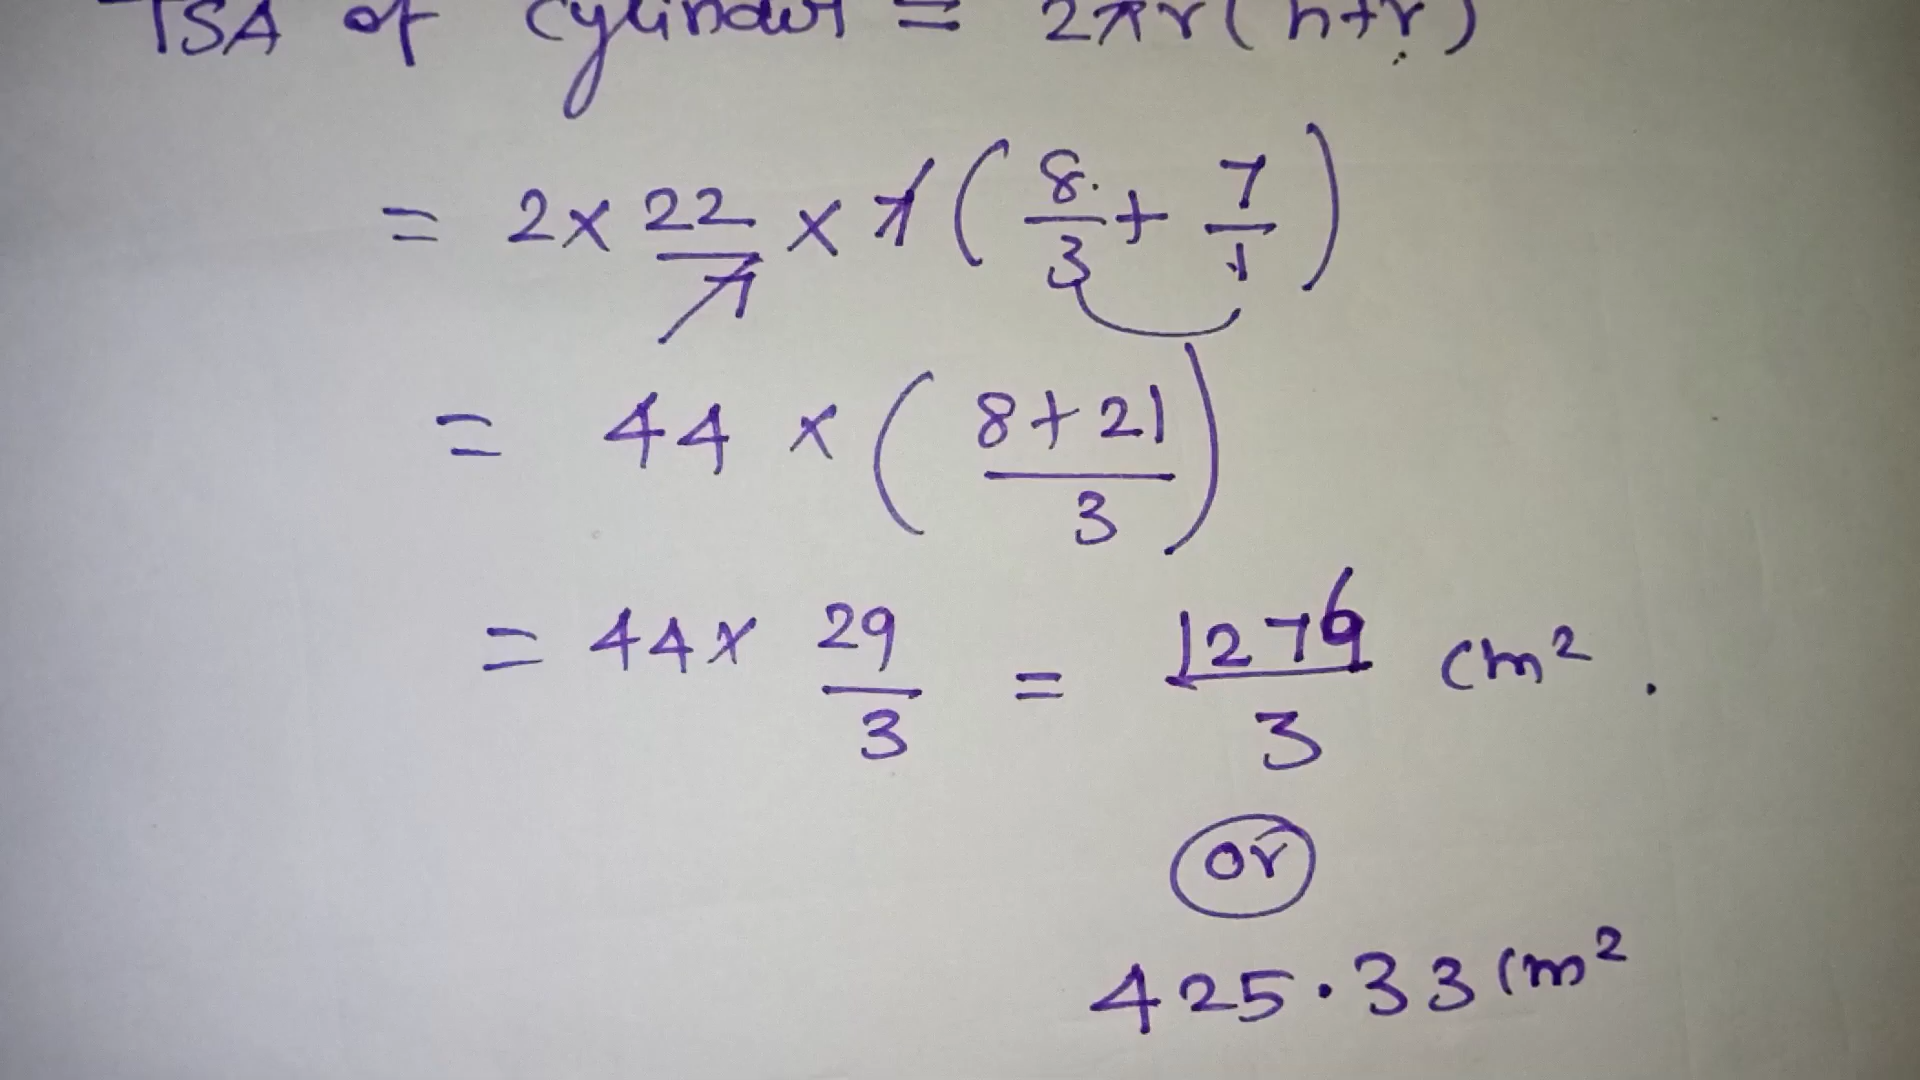 TSA of cylinder = 2πr(h+r)
= 2 × 22/7 × 7 (8/3 + 7/1)
= 44 × (8+21/3)
= 44 × 29/3 = 1276/3 cm².
or
425.33 cm²